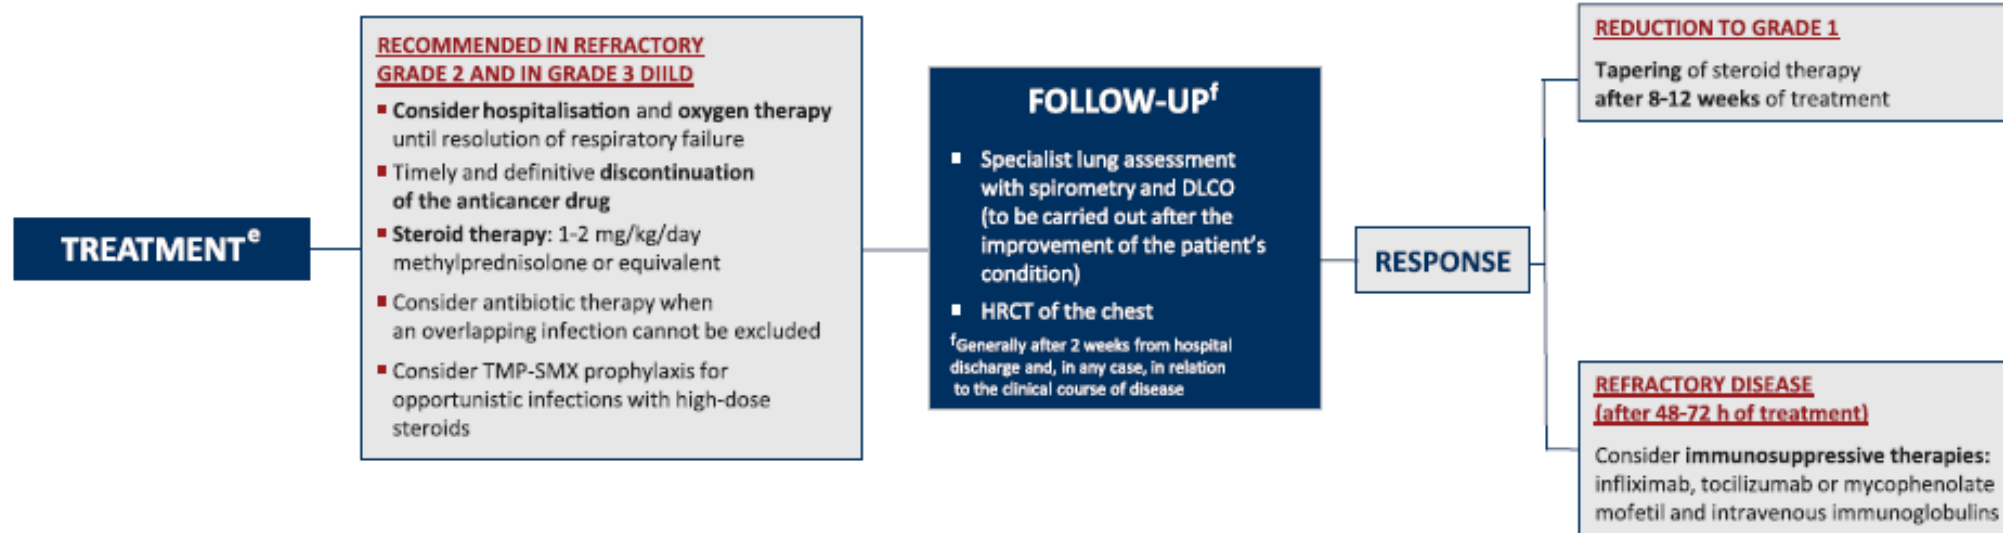 TREATMENTe
RECOMMENDED IN REFRACTORY
GRADE 2 AND IN GRADE 3 DIILD
▪ Consider hospitalisation and oxygen therapy
until resolution of respiratory failure
▪ Timely and definitive discontinuation
of the anticancer drug
▪ Steroid therapy: 1-2 mg/kg/day
methylprednisolone or equivalent
▪ Consider antibiotic therapy when
an overlapping infection cannot be excluded
▪ Consider TMP-SMX prophylaxis for
opportunistic infections with high-dose
steroids
FOLLOW-UPf
▪ Specialist lung assessment
with spirometry and DLCO
(to be carried out after the
improvement of the patient's
condition)
▪ HRCT of the chest
fGenerally after 2 weeks from hospital
discharge and, in any case, in relation
to the clinical course of disease
RESPONSE
REDUCTION TO GRADE 1
Tapering of steroid therapy
after 8-12 weeks of treatment
REFRACTORY DISEASE
(after 48-72 h of treatment)
Consider immunosuppressive therapies:
infliximab, tocilizumab or mycophenolate
mofetil and intravenous immunoglobulins